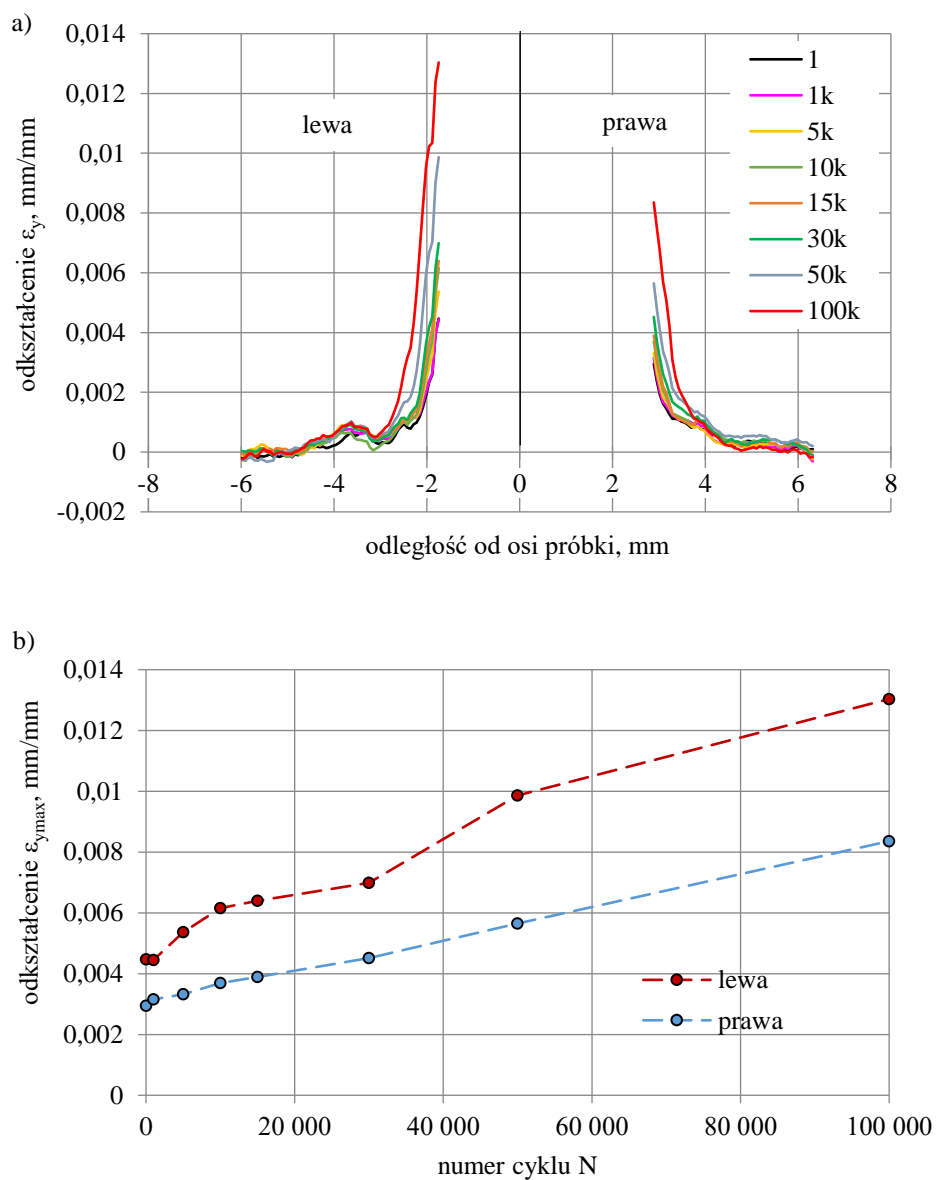 a)
odkształcenie εy, mm/mm
0,014
0,012
0,01
0,008
0,006
0,004
0,002
0
-0,002
-8
-6
-4
-2
0
2
4
6
8
lewa
prawa
1
1k
5k
10k
15k
30k
50k
100k
odległość od osi próbki, mm
b)
odkształcenie εymax, mm/mm
0,014
0,012
0,01
0,008
0,006
0,004
0,002
0
lewa
prawa
0
20 000
40 000
60 000
80 000
100 000
numer cyklu N